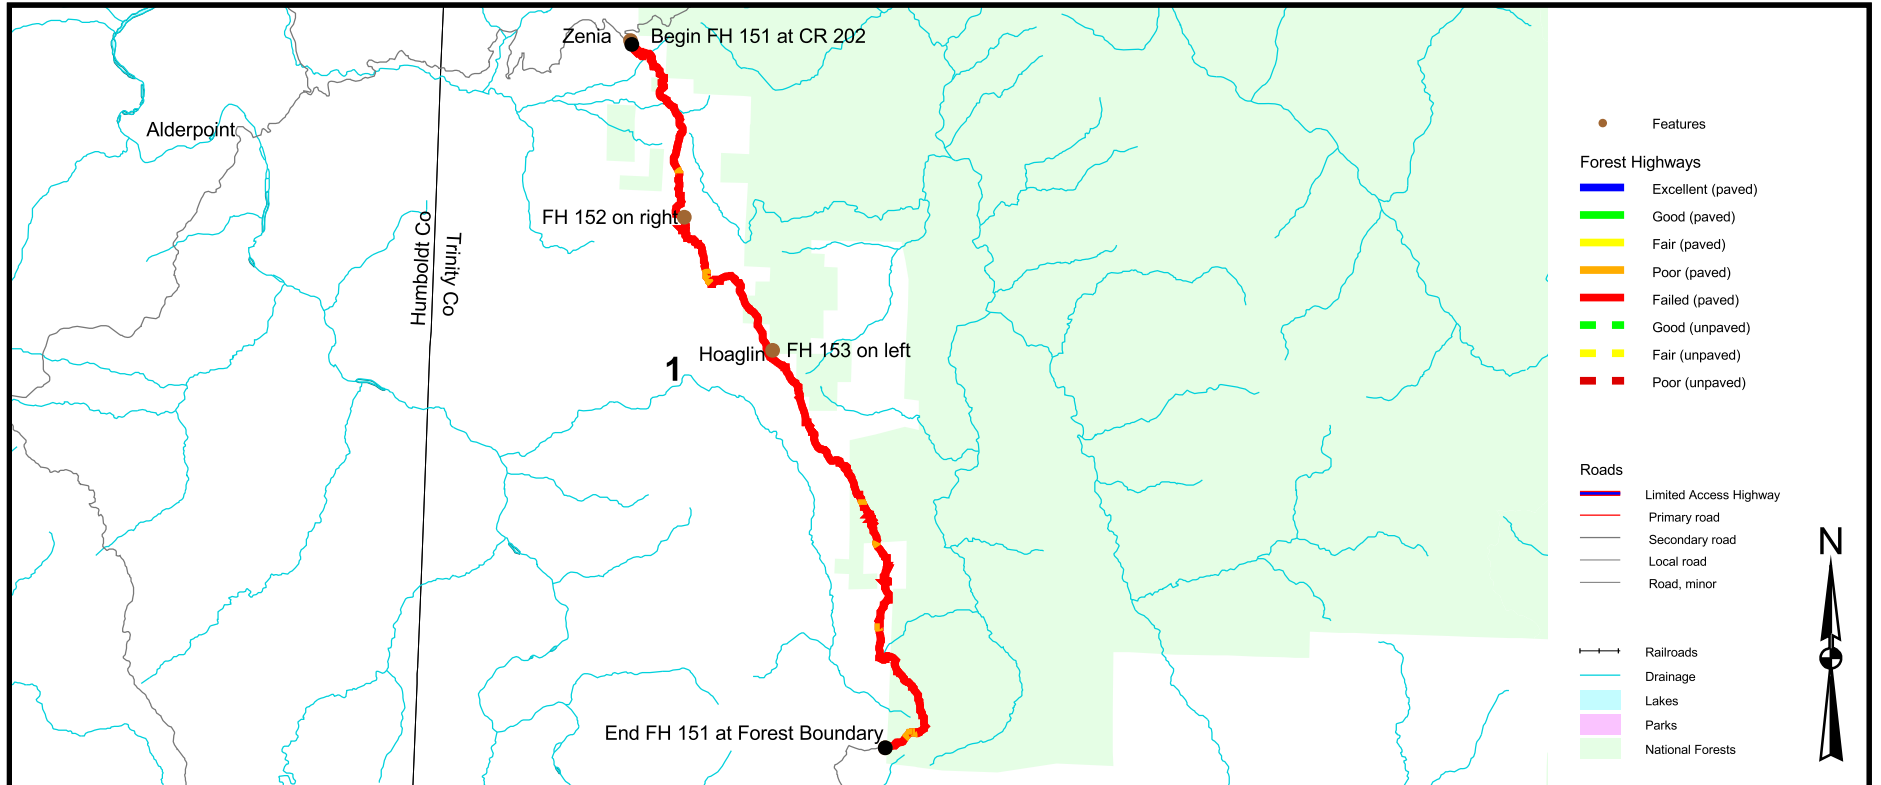 Zenia
Begin FH 151 at CR 202
Alderpoint
FH 152 on right
Humboldt Co
Trinity Co
Hoaglin
FH 153 on left
1
End FH 151 at Forest Boundary
Features
Forest Highways
Excellent (paved)
Good (paved)
Fair (paved)
Poor (paved)
Failed (paved)
Good (unpaved)
Fair (unpaved)
Poor (unpaved)
Roads
Limited Access Highway
Primary road
Secondary road
Local road
Road, minor
Railroads
Drainage
Lakes
Parks
National Forests
N